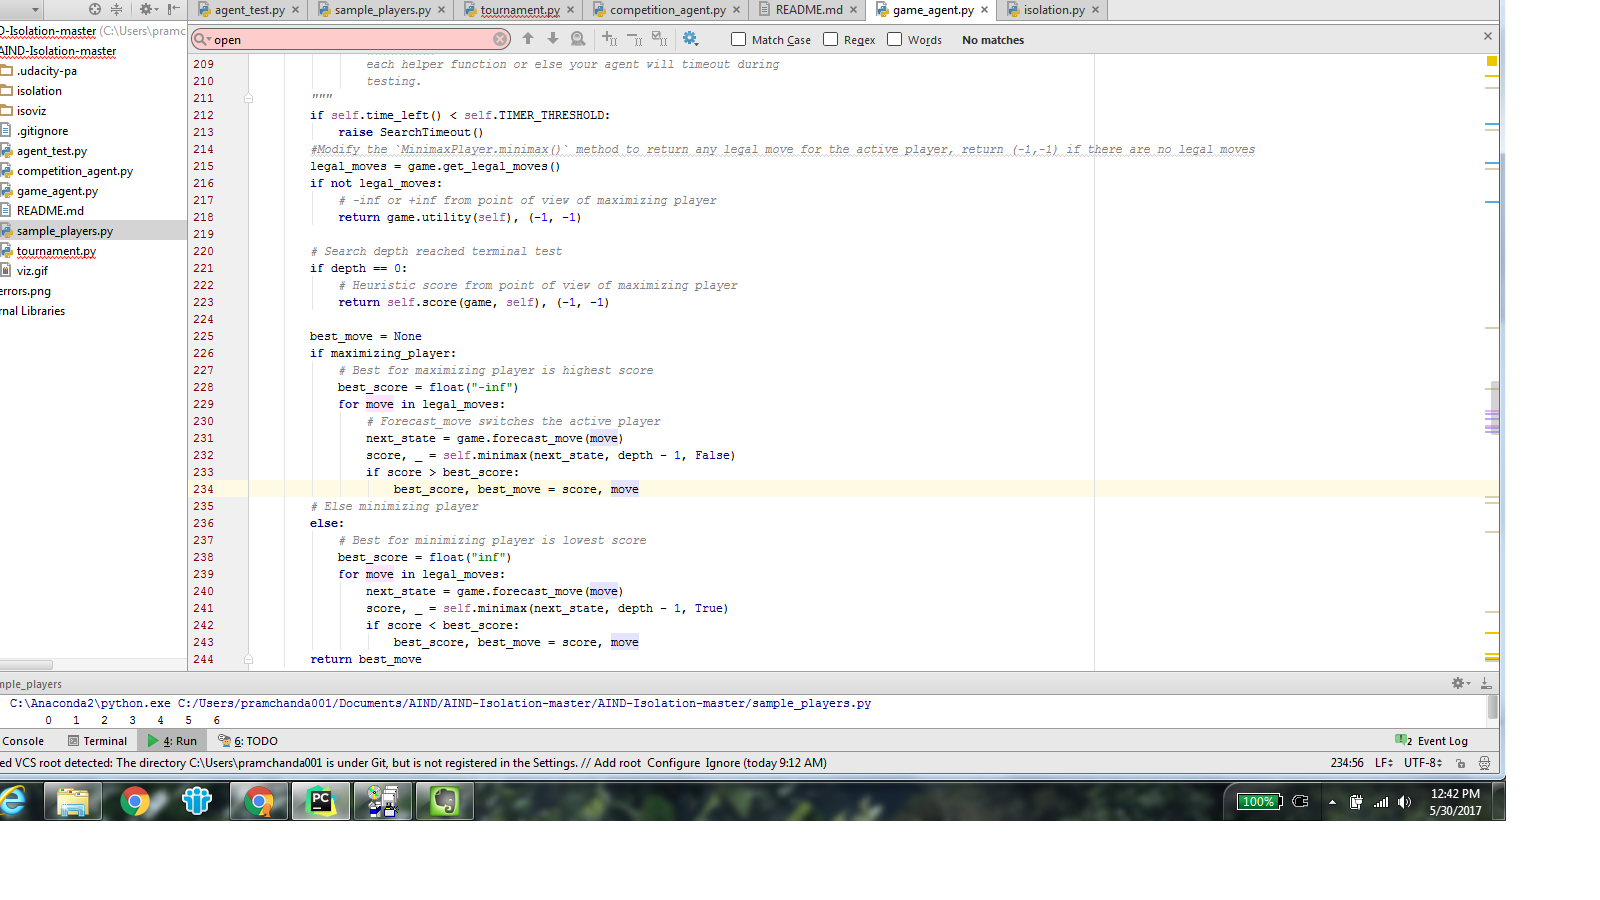 agent_test.py × sample_players.py × tournament.py × competition_agent.py × README.md × game_agent.py × isolation.py ×
D-Isolation-master (C:\Users\pramc
AIND-Isolation-master
.udacity-pa
isolation
isoviz
.gitignore
agent_test.py
competition_agent.py
game_agent.py
README.md
sample_players.py
tournament.py
viz.gif
errors.png
rnal Libraries
open Match Case Regex Words No matches
209 each helper function or else your agent will timeout during
210 testing.
211 """
212 if self.time_left() < self.TIMER_THRESHOLD:
213 raise SearchTimeout()
214 #Modify the `MinimaxPlayer.minimax()` method to return any legal move for the active player, return (-1,-1) if there are no legal moves
215 legal_moves = game.get_legal_moves()
216 if not legal_moves:
217 # -inf or +inf from point of view of maximizing player
218 return game.utility(self), (-1, -1)
219
220 # Search depth reached terminal test
221 if depth == 0:
222 # Heuristic score from point of view of maximizing player
223 return self.score(game, self), (-1, -1)
224
225 best_move = None
226 if maximizing_player:
227 # Best for maximizing player is highest score
228 best_score = float("-inf")
229 for move in legal_moves:
230 # Forecast_move switches the active player
231 next_state = game.forecast_move(move)
232 score, _ = self.minimax(next_state, depth - 1, False)
233 if score > best_score:
234 best_score, best_move = score, move
235 # Else minimizing player
236 else:
237 # Best for minimizing player is lowest score
238 best_score = float("inf")
239 for move in legal_moves:
240 next_state = game.forecast_move(move)
241 score, _ = self.minimax(next_state, depth - 1, True)
242 if score < best_score:
243 best_score, best_move = score, move
244 return best_move
mple_players
C:\Anaconda2\python.exe C:/Users/pramchanda001/Documents/AIND/AIND-Isolation-master/AIND-Isolation-master/sample_players.py
0 1 2 3 4 5 6
Console Terminal 4: Run 6: TODO 2 Event Log
ed VCS root detected: The directory C:\Users\pramchanda001 is under Git, but is not registered in the Settings. // Add root Configure Ignore (today 9:12 AM) 234:56 LF UTF-8
PC 100% 12:42 PM
5/30/2017